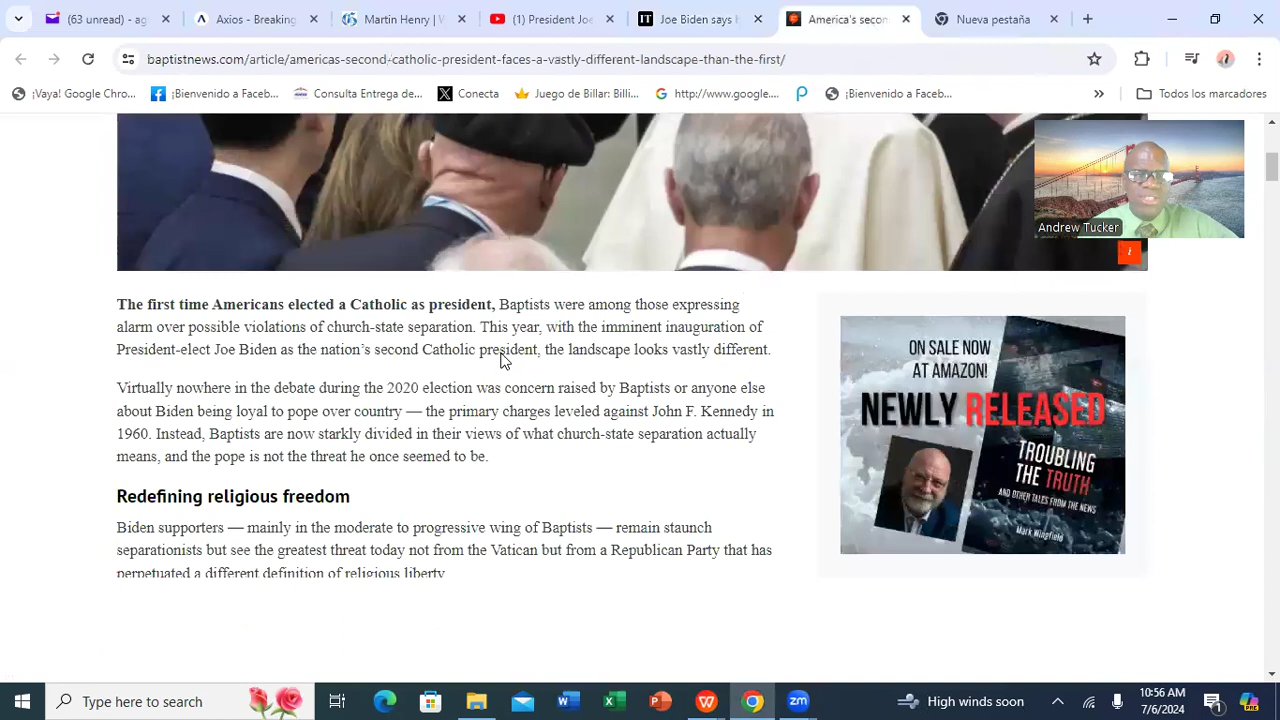 (63 unread) - ag
Axios - Breaking
Martin Henry | V
(1) President Joe
IT
Joe Biden says h
America's secon
Nueva pestaña
baptistnews.com/article/americas-second-catholic-president-faces-a-vastly-different-landscape-than-the-first/
¡Vaya! Google Chro...
¡Bienvenido a Faceb...
Consulta Entrega de...
Conecta
Juego de Billar: Billi...
http://www.google....
¡Bienvenido a Faceb...
Todos los marcadores
Andrew Tucker
The first time Americans elected a Catholic as president, Baptists were among those expressing
alarm over possible violations of church-state separation. This year, with the imminent inauguration of
President-elect Joe Biden as the nation's second Catholic president, the landscape looks vastly different.
Virtually nowhere in the debate during the 2020 election was concern raised by Baptists or anyone else
about Biden being loyal to pope over country — the primary charges leveled against John F. Kennedy in
1960. Instead, Baptists are now starkly divided in their views of what church-state separation actually
means, and the pope is not the threat he once seemed to be.
Redefining religious freedom
Biden supporters — mainly in the moderate to progressive wing of Baptists — remain staunch
separationists but see the greatest threat today not from the Vatican but from a Republican Party that has
perpetuated a different definition of religious liberty
ON SALE NOW
AT AMAZON!
NEWLY RELEASED
TROUBLING
THE TRUTH
AND OTHER TALES FROM THE NEWS
Mark Wingfield
Type here to search
High winds soon
10:56 AM
7/6/2024